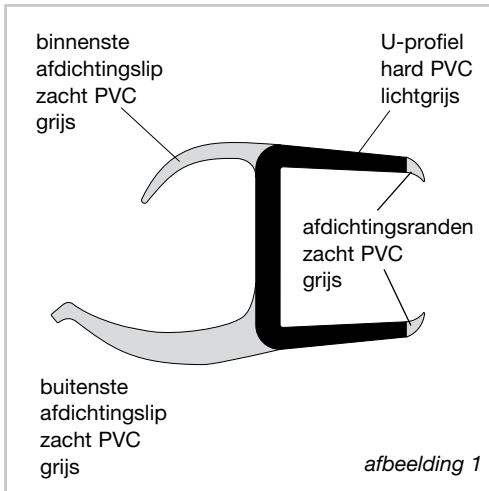 binnenste
afdichtingslip
zacht PVC
grijs
U-profiel
hard PVC
lichtgrijs
afdichtingsranden
zacht PVC
grijs
buitenste
afdichtingslip
zacht PVC
grijs
afbeelding 1